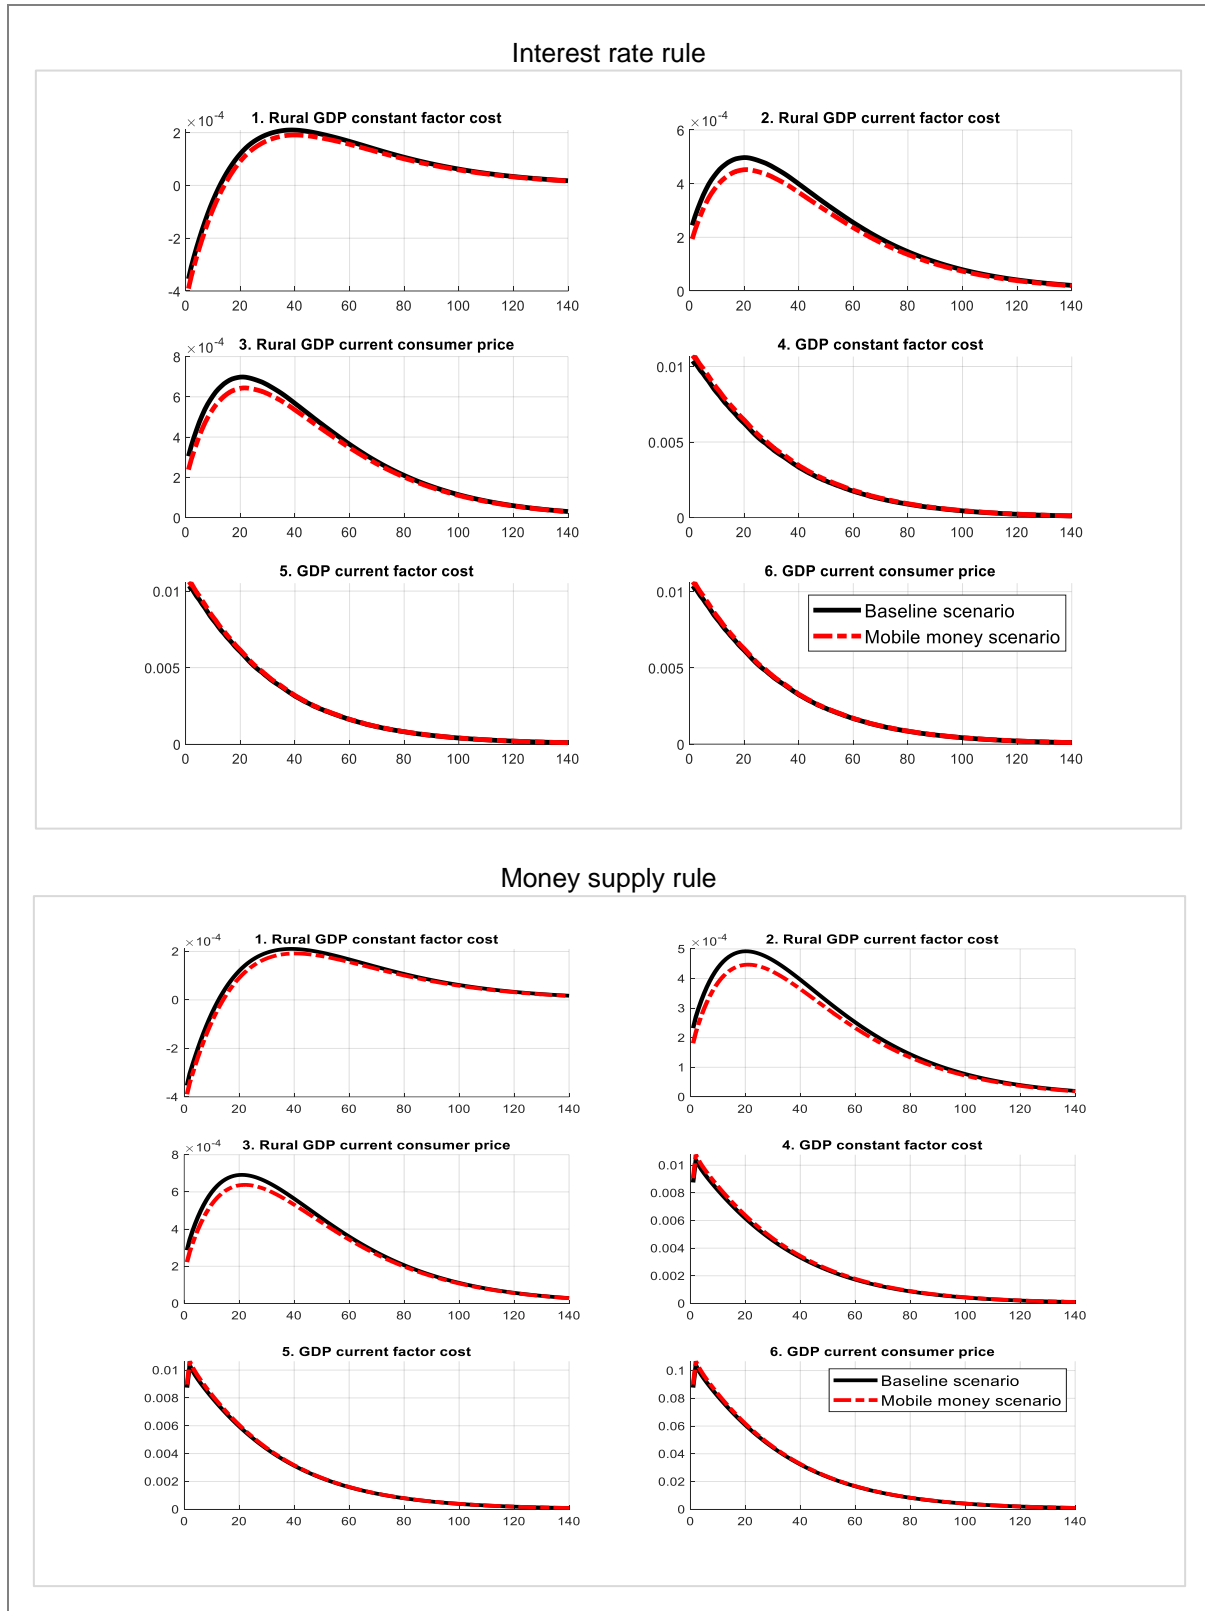 Interest rate rule
×10^-4
1. Rural GDP constant factor cost
2
0
-2
-4
0 20 40 60 80 100 120 140
×10^-4
2. Rural GDP current factor cost
6
4
2
0
0 20 40 60 80 100 120 140
3. Rural GDP current consumer price
8 ×10^-4
6
4
2
0
0 20 40 60 80 100 120 140
4. GDP constant factor cost
0.01
0.005
0
0 20 40 60 80 100 120 140
5. GDP current factor cost
0.01
0.005
0
0 20 40 60 80 100 120 140
6. GDP current consumer price
0.01
0.005
0
Baseline scenario
Mobile money scenario
0 20 40 60 80 100 120 140
Money supply rule
×10^-4
1. Rural GDP constant factor cost
2
0
-2
-4
0 20 40 60 80 100 120 140
2. Rural GDP current factor cost
5 ×10^-4
4
3
2
1
0
0 20 40 60 80 100 120 140
3. Rural GDP current consumer price
8 ×10^-4
6
4
2
0
0 20 40 60 80 100 120 140
4. GDP constant factor cost
0.01
0.008
0.006
0.004
0.002
0
0 20 40 60 80 100 120 140
5. GDP current factor cost
0.01
0.008
0.006
0.004
0.002
0
0 20 40 60 80 100 120 140
6. GDP current consumer price
0.1
0.08
0.06
0.04
0.02
0
Baseline scenario
Mobile money scenario
0 20 40 60 80 100 120 140